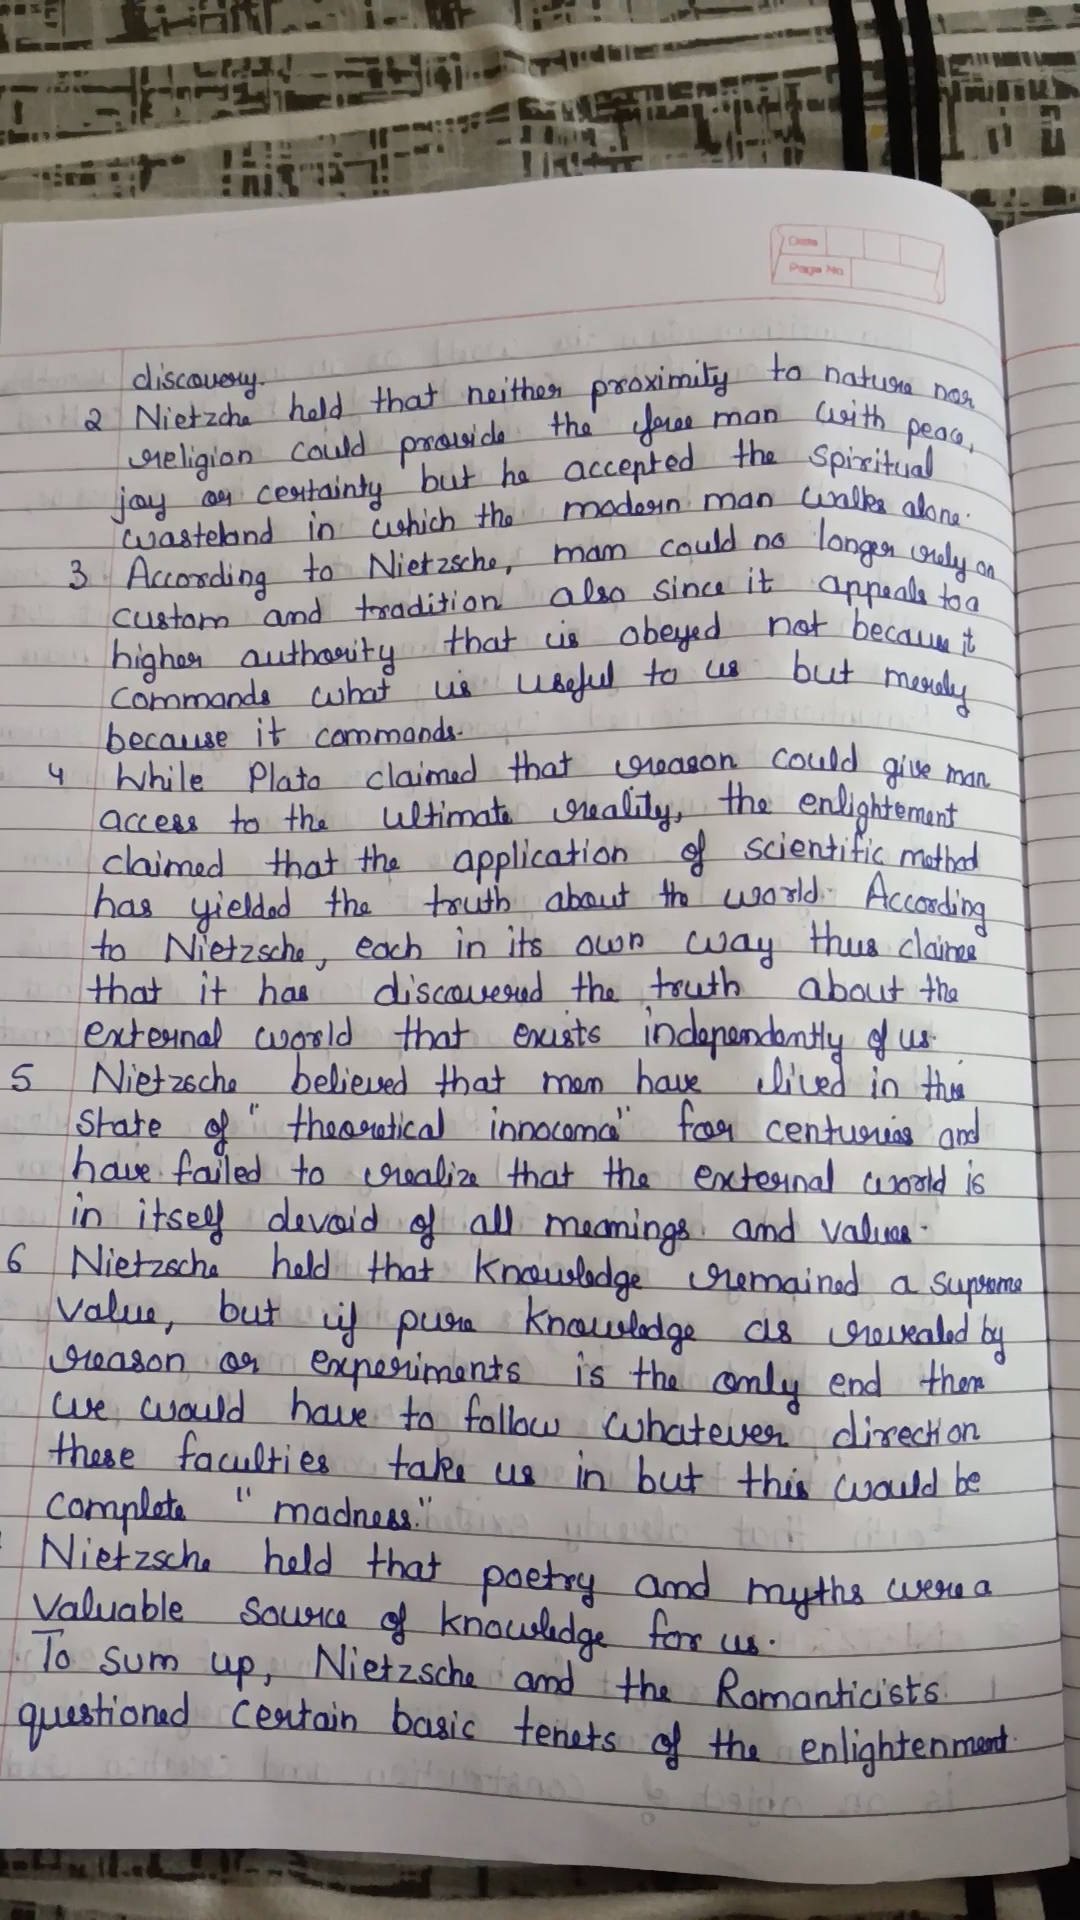 Date
Page No
discovery.
2 Nietzche held that neither proximity to nature nor
religion could provide the free man with peace,
joy or certainty but he accepted the spiritual
wasteland in which the modern man walks alone.
3 According to Nietzsche, man could no longer rely on
custom and tradition also since it appeals to a
higher authority that is obeyed not because it
commands what is useful to us but merely
because it commands.
4 While Plato claimed that reason could give man
access to the ultimate reality, the enlightement
claimed that the application of scientific method
has yielded the truth about the world. According
to Nietzsche, each in its own way thus claims
that it has discovered the truth about the
external world that exists independently of us.
5 Nietzsche believed that men have lived in this
state of "theoretical innocence" for centuries and
have failed to realize that the external world is
in itself devoid of all meanings and values.
6 Nietzsche held that knowledge remained a supreme
value, but if pure knowledge as revealed by
reason or experiments is the only end then
we would have to follow whatever direction
these faculties take us in but this would be
complete "madness."
Nietzsche held that poetry and myths were a
valuable source of knowledge for us.
To sum up, Nietzsche and the Romanticists
questioned certain basic tenets of the enlightenment